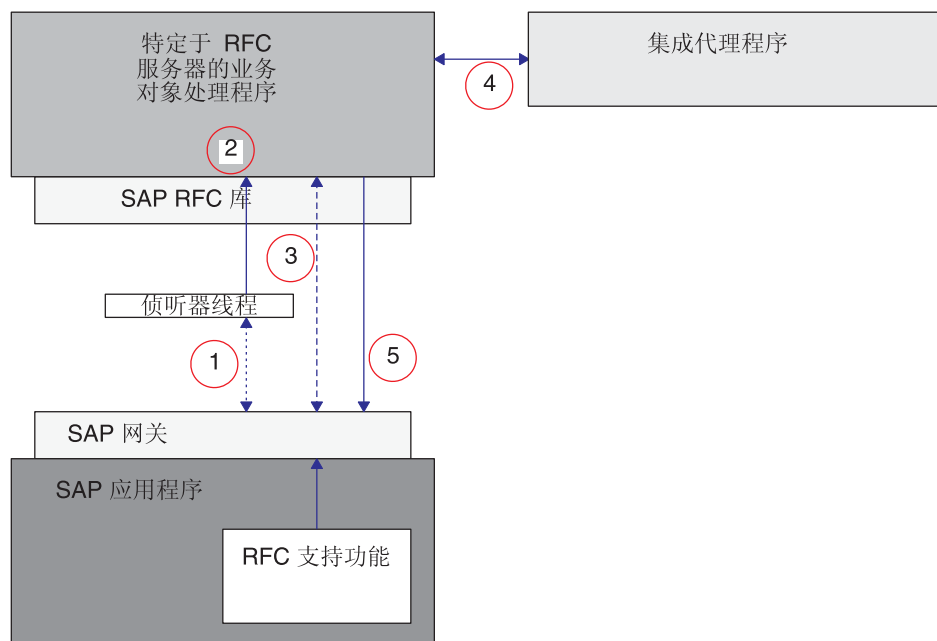 特定于 RFC
服务器的业务
对象处理程序
集成代理程序
4
2
SAP RFC 库
3
侦听器线程
1
5
SAP 网关
SAP 应用程序
RFC 支持功能